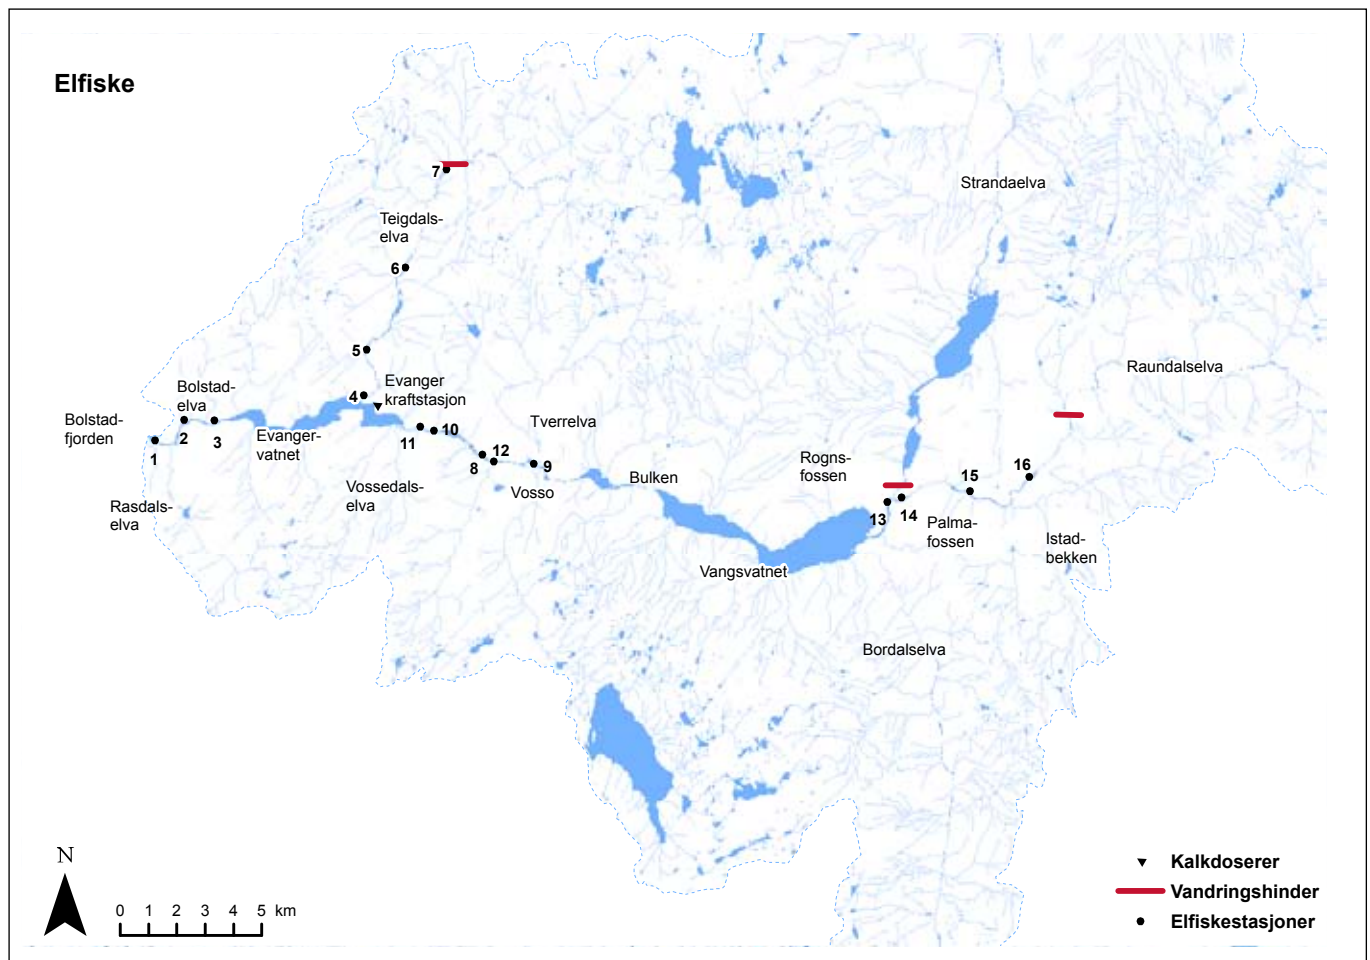 Elfiske
7
Strandaelva
Teigdals-
elva
6
5
Raundalselva
Evanger
kraftstasjon
4
Bolstad-
elva
Bolstad-
fjorden
2
3
1
Evanger-
vatnet
11
10
Tverrelva
12
8
9
Vosso
Vossedals-
elva
Rasdals-
elva
Bulken
Rogns-
fossen
15
16
13
14
Palma-
fossen
Istad-
bekken
Vangsvatnet
Bordalselva
N
0 1 2 3 4 5 km
Kalkdoserer
Vandringshinder
Elfiskestasjoner